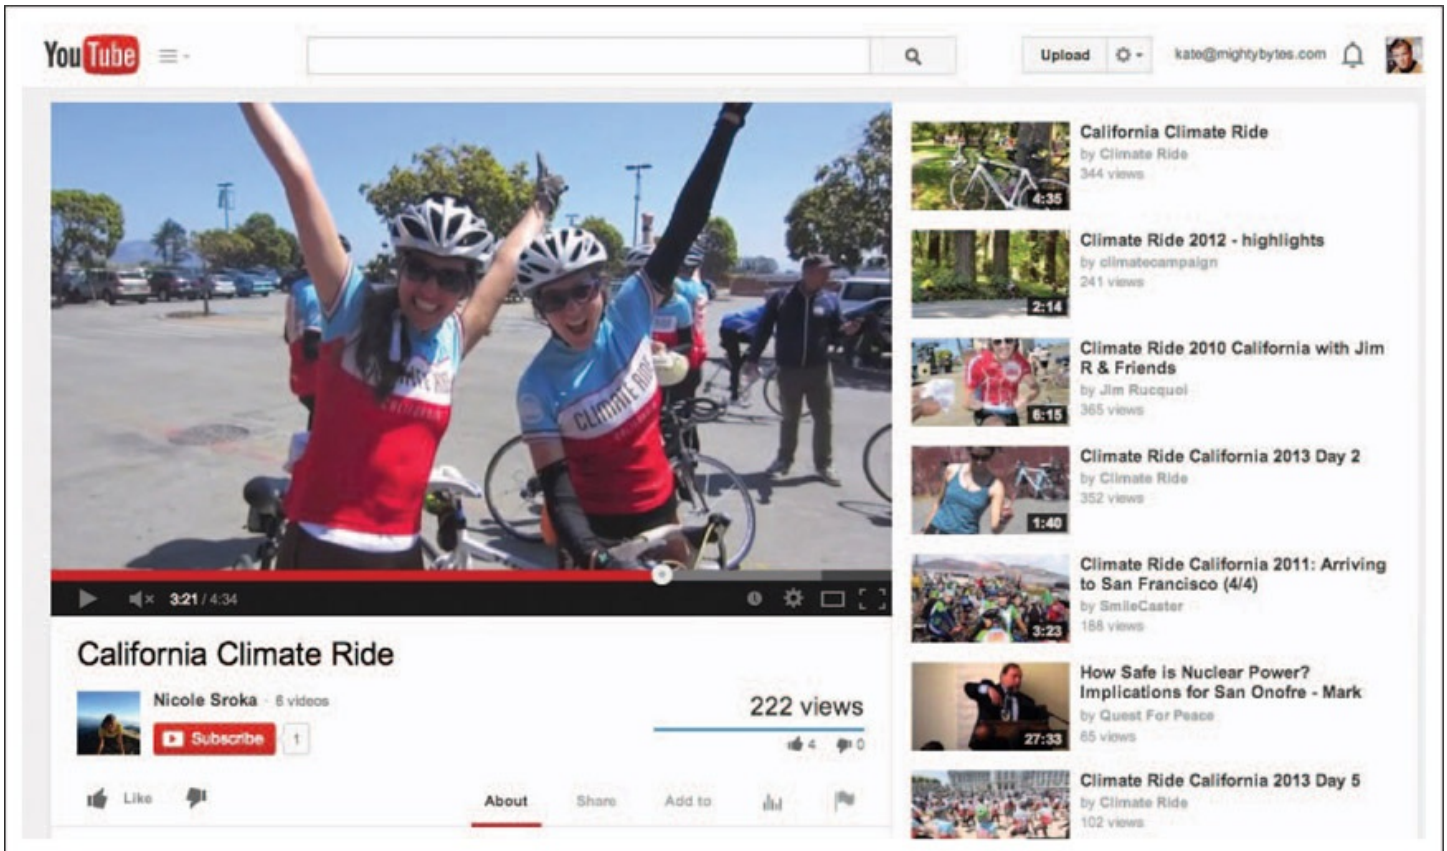 YouTube
Upload
kate@mightybytes.com
CLIMATE RIDE
CALIFORNIA
CLIMATE RIDE
3:21 / 4:34
California Climate Ride
Nicole Sroka · 6 videos
Subscribe 1
222 views
4 0
Like
About Share Add to
California Climate Ride
by Climate Ride
344 views
4:35
Climate Ride 2012 - highlights
by climatecampaign
241 views
2:14
Climate Ride 2010 California with Jim
R & Friends
by Jim Rucquoi
365 views
6:15
Climate Ride California 2013 Day 2
by Climate Ride
352 views
1:40
Climate Ride California 2011: Arriving
to San Francisco (4/4)
by SmileCaster
views
3:23
How Safe is Nuclear Power?
Implications for San Onofre - Mark
by Quest For Peace
65 views
27:33
Climate Ride California 2013 Day 5
by Climate Ride
102 views